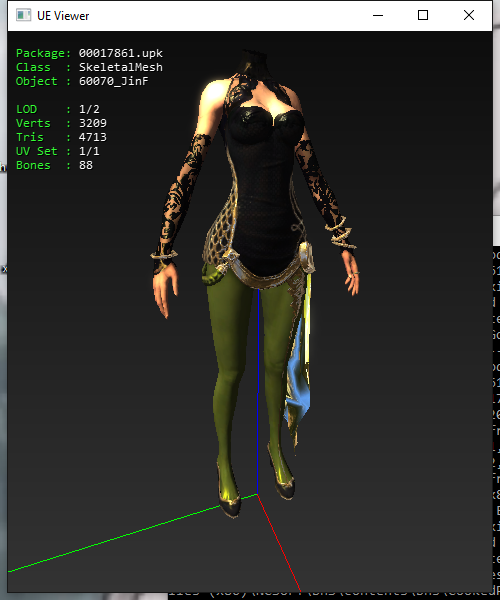 UE Viewer
Package: 00017861.upk
Class  : SkeletalMesh
Object : 60070_JinF
LOD    : 1/2
Verts  : 3209
Tris   : 4713
UV Set : 1/1
Bones  : 88